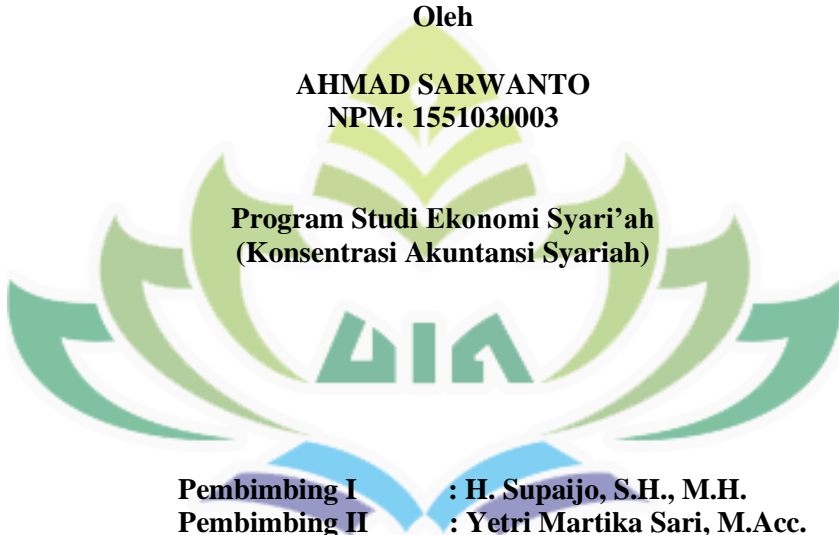 Oleh
AHMAD SARWANTO
NPM: 1551030003
Program Studi Ekonomi Syari’ah
(Konsentrasi Akuntansi Syariah)
UIN
Pembimbing I : H. Supaijo, S.H., M.H.
Pembimbing II : Yetri Martika Sari, M.Acc.